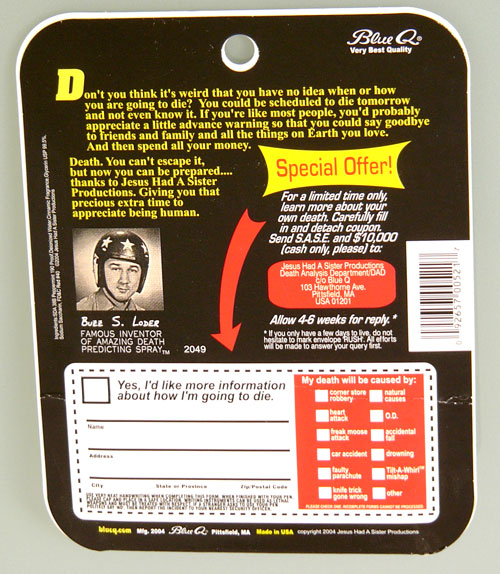 Blue Q®
Very Best Quality
Don't you think it's weird that you have no idea when or how
you are going to die? You could be scheduled to die tomorrow
and not even know it. If you're like most people, you'd probably
appreciate a little advance warning so that you could say goodbye
to friends and family and all the things on Earth you love.
And then spend all your money.
Death. You can't escape it,
but now you can be prepared....
thanks to Jesus Had A Sister
Productions. Giving you that
precious extra time to
appreciate being human.
Special Offer!
For a limited time only,
learn more about your
own death. Carefully fill
in and detach coupon.
Send S.A.S.E. and $10,000
(cash only, please) to:
Jesus Had A Sister Productions
Death Analysis Department/DAD
c/o Blue Q
103 Hawthorne Ave.
Pittsfield, MA
USA 01201
Allow 4-6 weeks for reply. *
* If you only have a few days to live, do not
hesitate to mark envelope 'RUSH'. All efforts
will be made to answer your query first.
Buzz S. Loder
FAMOUS INVENTOR
OF AMAZING DEATH
PREDICTING SPRAY™ 2049
Yes, I'd like more information
about how I'm going to die.
Name
Address
City State or Province Zip/Postal Code
My death will be caused by:
corner store robbery
natural causes
heart attack
O.D.
freak moose attack
accidental fall
car accident
drowning
faulty parachute
Tilt-A-Whirl™ mishap
knife trick gone wrong
other
PLEASE CHECK ONE. INCOMPLETE FORMS CANNOT BE PROCESSED.
blueq.com Mfg. 2004 Blue Q® Pittsfield, MA Made in USA copyright 2004 Jesus Had A Sister Productions